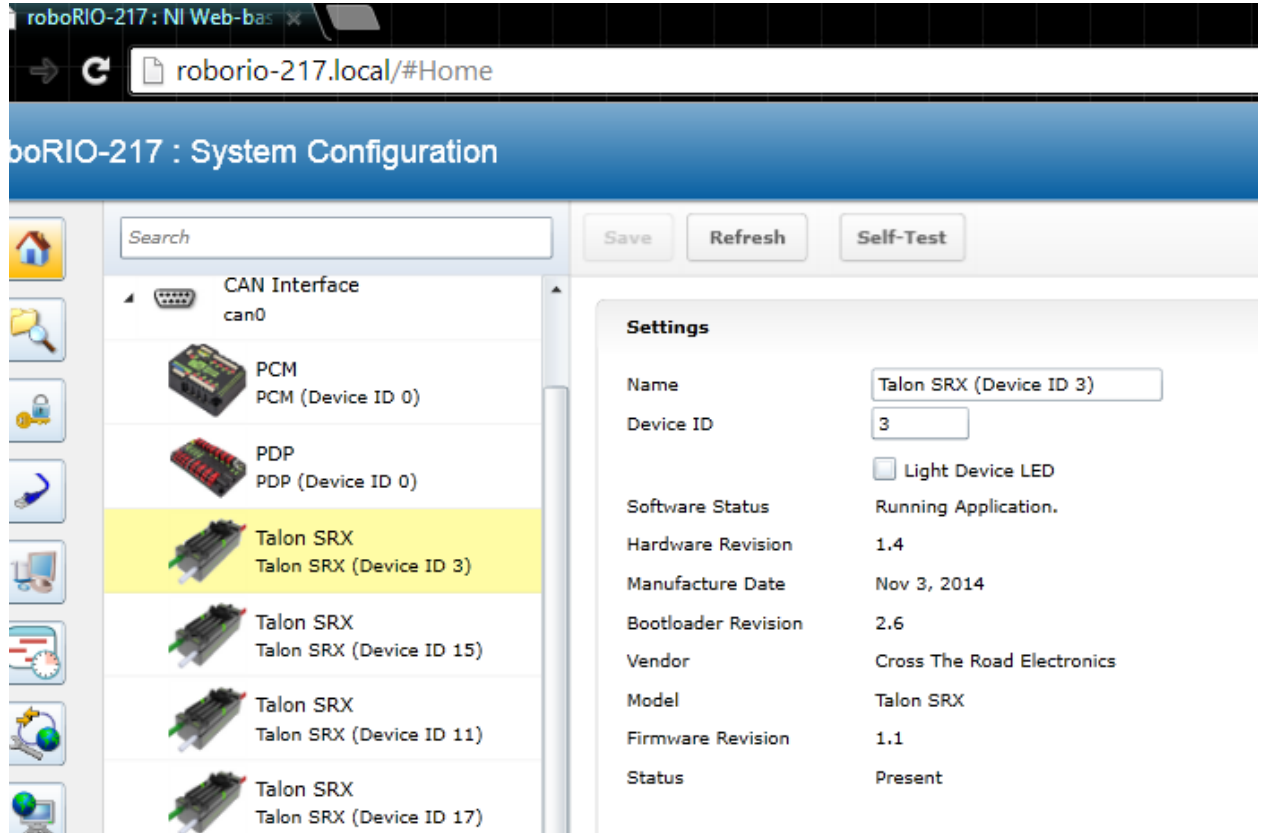 roboRIO-217 : NI Web-bas
roborio-217.local/#Home
boRIO-217 : System Configuration
Search
Save Refresh Self-Test
CAN Interface
can0
PCM
PCM (Device ID 0)
PDP
PDP (Device ID 0)
Talon SRX
Talon SRX (Device ID 3)
Talon SRX
Talon SRX (Device ID 15)
Talon SRX
Talon SRX (Device ID 11)
Talon SRX
Talon SRX (Device ID 17)
Settings
Name Talon SRX (Device ID 3)
Device ID 3
Light Device LED
Software Status Running Application.
Hardware Revision 1.4
Manufacture Date Nov 3, 2014
Bootloader Revision 2.6
Vendor Cross The Road Electronics
Model Talon SRX
Firmware Revision 1.1
Status Present